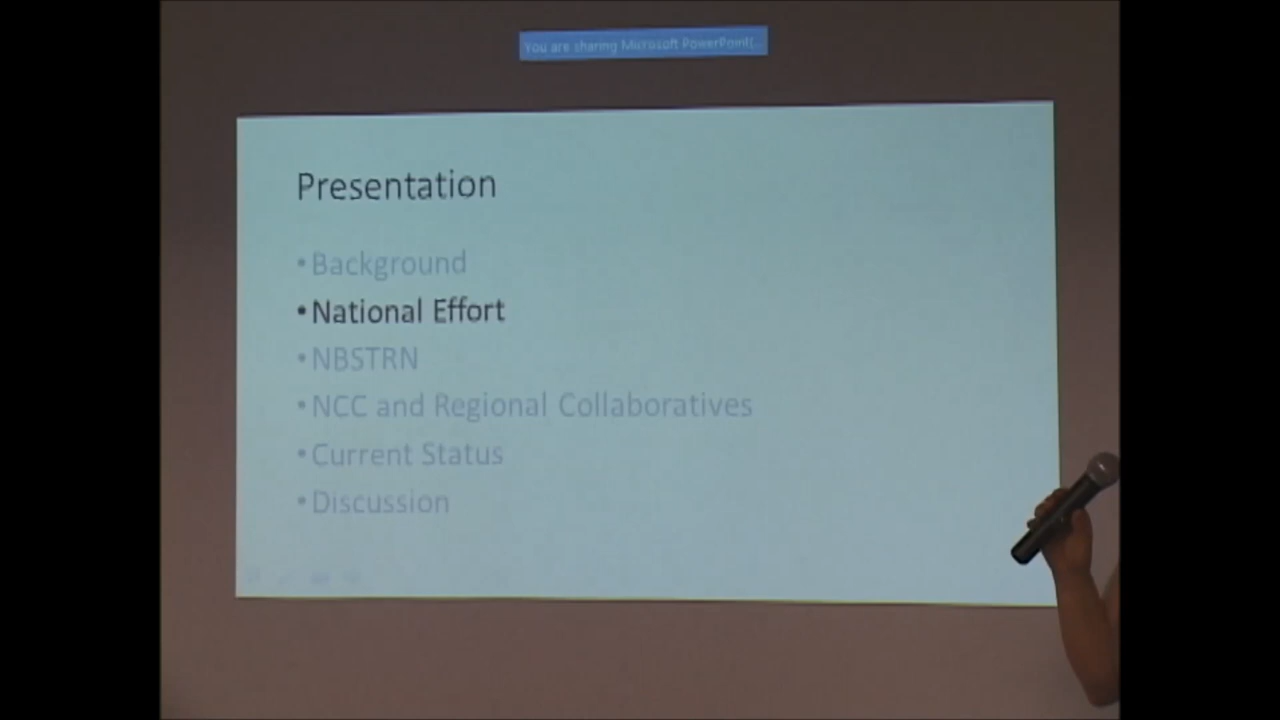 You are sharing Microsoft PowerPoint(...
Presentation
• Background
• National Effort
• NBSTRN
• NCC and Regional Collaboratives
• Current Status
• Discussion